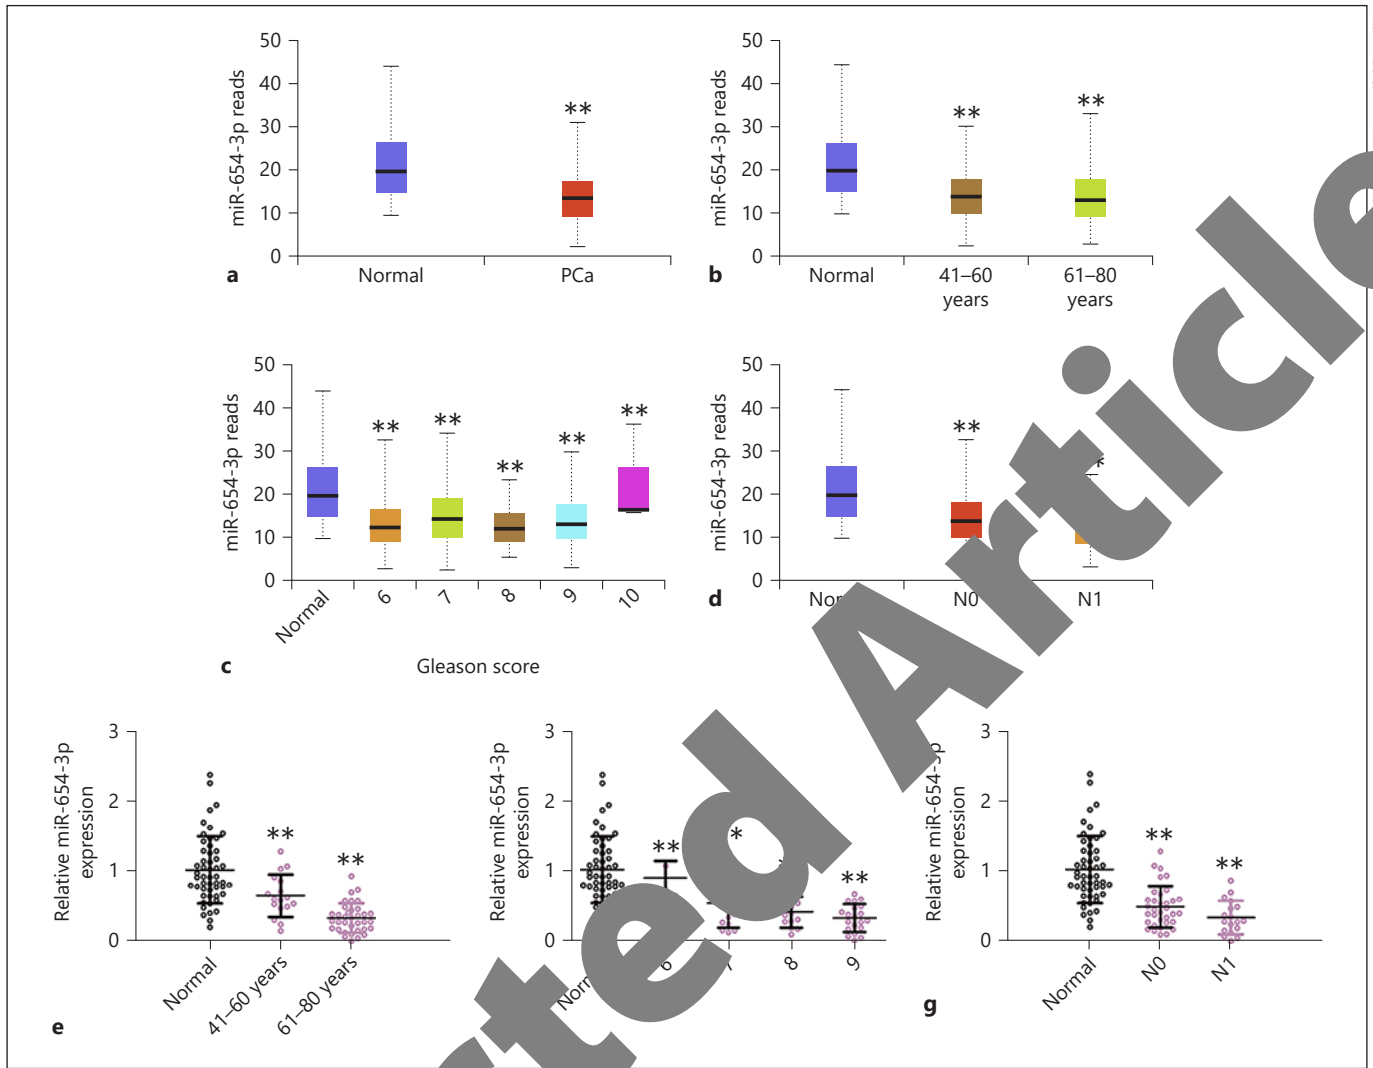 50
40
30
20
10
0
miR-654-3p reads
**
Normal
PCa
a
50
40
30
20
10
0
miR-654-3p reads
**
**
Normal
41–60
years
61–80
years
b
50
40
30
20
10
0
miR-654-3p reads
**
**
**
**
**
Normal
6
7
8
9
10
Gleason score
c
50
40
30
20
10
0
miR-654-3p reads
**
N0
N1
d
3
2
1
0
Relative miR-654-3p
expression
**
**
Normal
41–60 years
61–80 years
e
3
2
1
0
Relative miR-654-3p
expression
**
*
**
6
7
8
9
3
2
1
0
Relative miR-654-3p
expression
**
**
Normal
N0
N1
g
Article